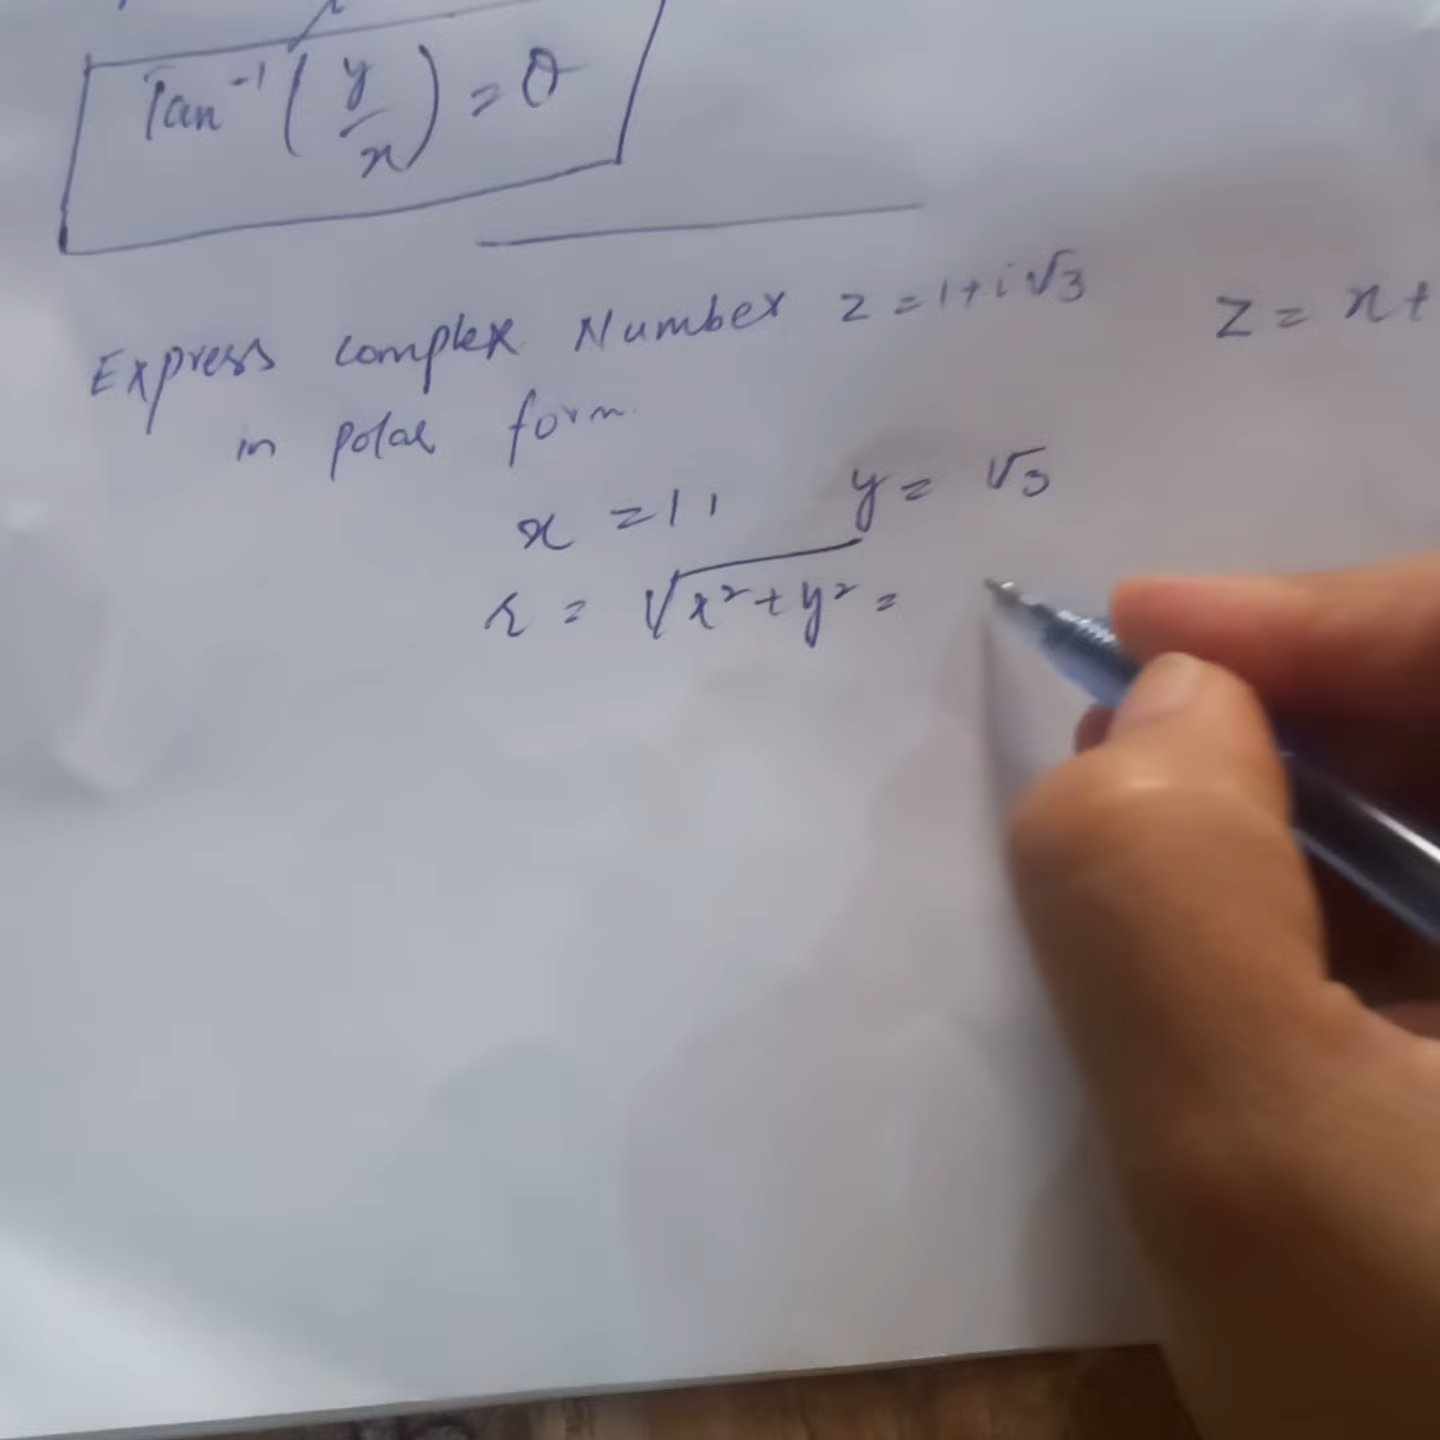 Tan⁻¹(y/x) = θ
Express complex Number z = 1+i√3
z = x+
in polar form
x = 1, y = √3
r = √x²+y² =